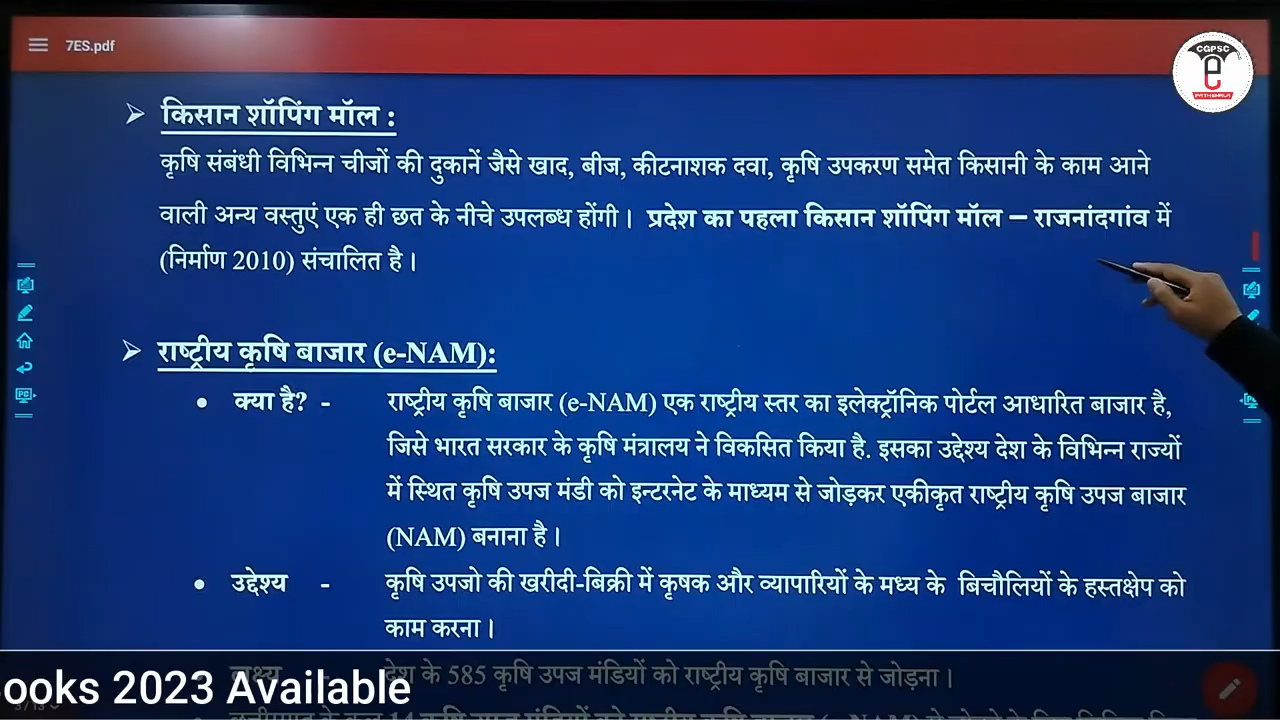 7ES.pdf
CGPSC
e
PATHSHALA
➢ किसान शॉपिंग मॉल :
कृषि संबंधी विभिन्न चीजों की दुकानें जैसे खाद, बीज, कीटनाशक दवा, कृषि उपकरण समेत किसानी के काम आने
वाली अन्य वस्तुएं एक ही छत के नीचे उपलब्ध होंगी। प्रदेश का पहला किसान शॉपिंग मॉल – राजनांदगांव में
(निर्माण 2010) संचालित है।
➢ राष्ट्रीय कृषि बाजार (e-NAM):
• क्या है? - राष्ट्रीय कृषि बाजार (e-NAM) एक राष्ट्रीय स्तर का इलेक्ट्रॉनिक पोर्टल आधारित बाजार है,
जिसे भारत सरकार के कृषि मंत्रालय ने विकसित किया है. इसका उद्देश्य देश के विभिन्न राज्यों
में स्थित कृषि उपज मंडी को इन्टरनेट के माध्यम से जोड़कर एकीकृत राष्ट्रीय कृषि उपज बाजार
(NAM) बनाना है।
• उद्देश्य - कृषि उपजो की खरीदी-बिक्री में कृषक और व्यापारियों के मध्य के बिचौलियों के हस्तक्षेप को
काम करना।
लक्ष्य - देश के 585 कृषि उपज मंडियों को राष्ट्रीय कृषि बाजार से जोड़ना।
ooks 2023 Available